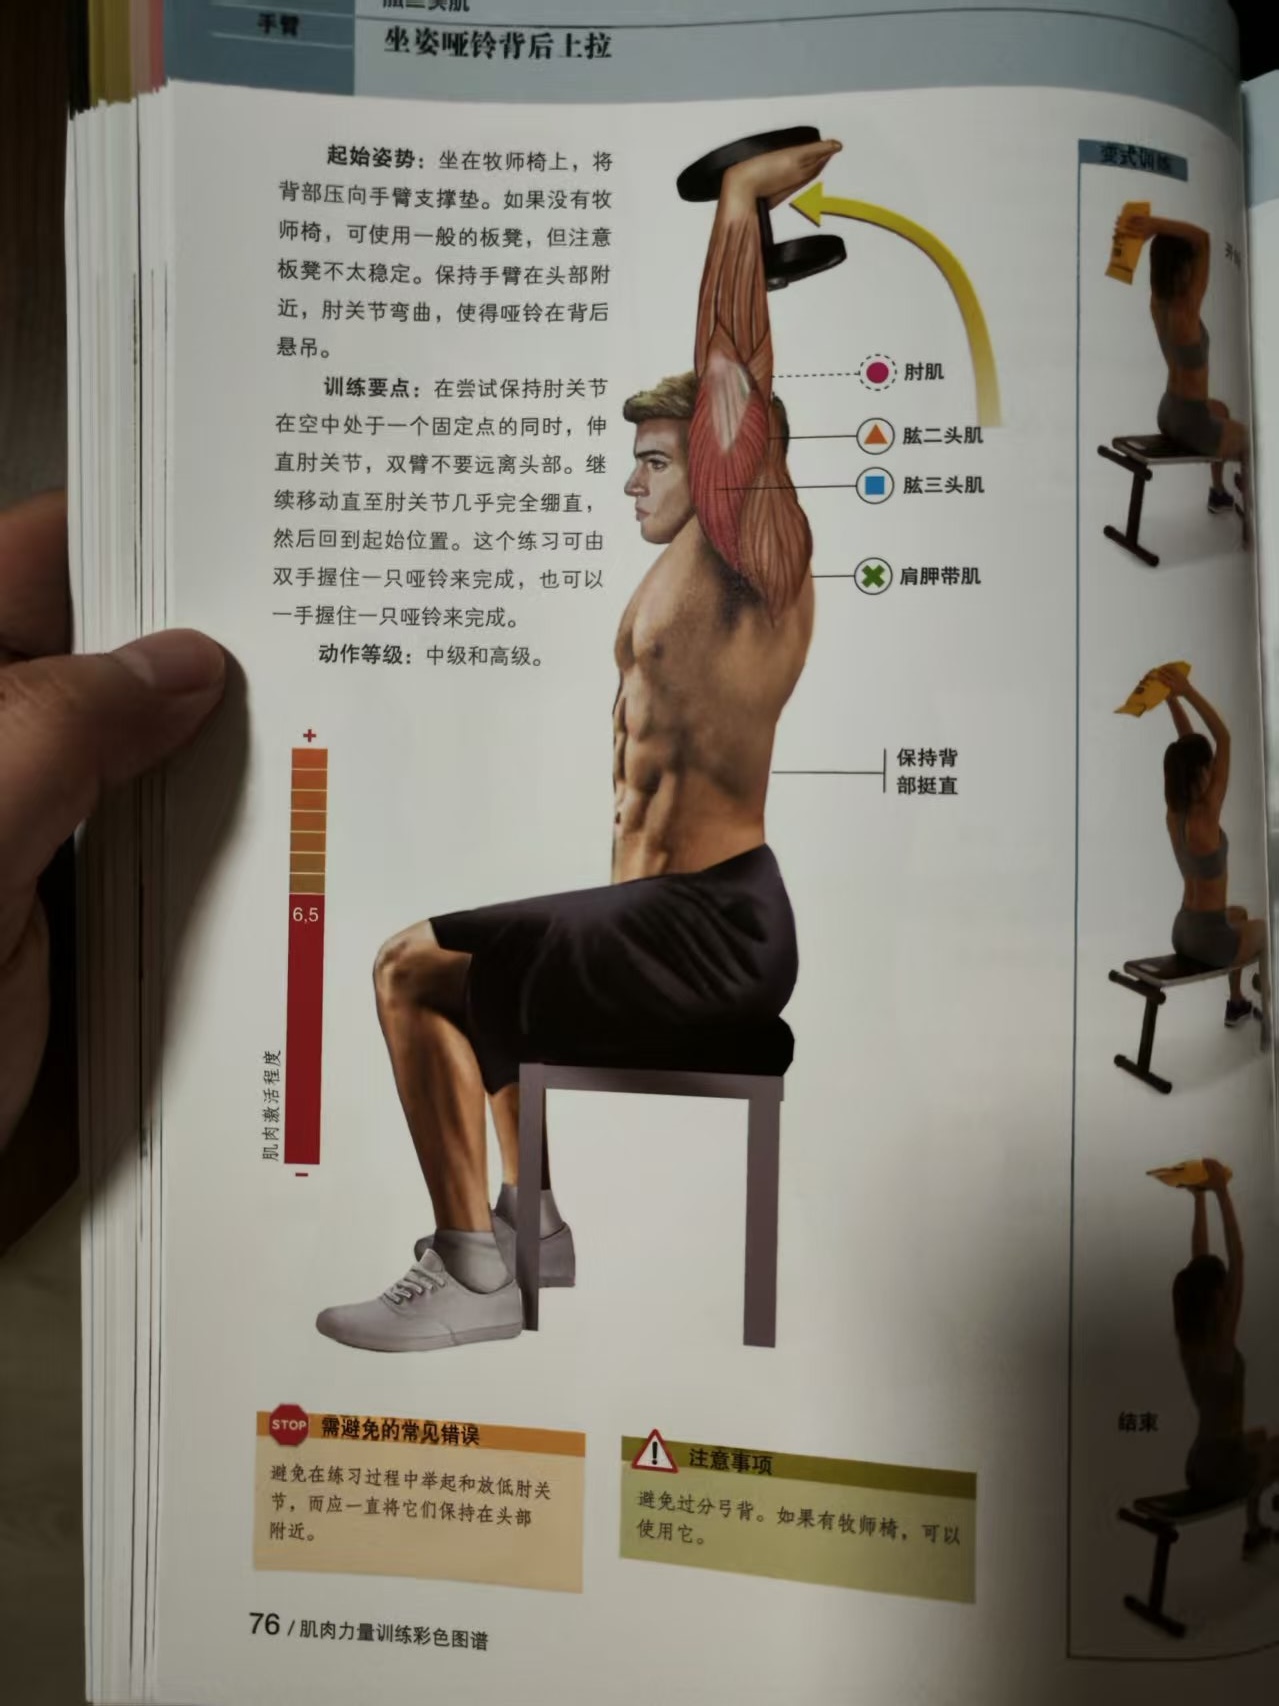 手臂
坐姿哑铃背后上拉
起始姿势：坐在牧师椅上，将
背部压向手臂支撑垫。如果没有牧
师椅，可使用一般的板凳，但注意
板凳不太稳定。保持手臂在头部附
近，肘关节弯曲，使得哑铃在背后
悬吊。
训练要点：在尝试保持肘关节
在空中处于一个固定点的同时，伸
直肘关节，双臂不要远离头部。继
续移动直至肘关节几乎完全绷直，
然后回到起始位置。这个练习可由
双手握住一只哑铃来完成，也可以
一手握住一只哑铃来完成。
动作等级：中级和高级。
肘肌
肱二头肌
肱三头肌
肩胛带肌
保持背
部挺直
+
6,5
肌肉激活程度
-
变式训练
结束
STOP 需避免的常见错误
避免在练习过程中举起和放低肘关
节，而应一直将它们保持在头部
附近。
注意事项
避免过分弓背。如果有牧师椅，可以
使用它。
76 / 肌肉力量训练彩色图谱